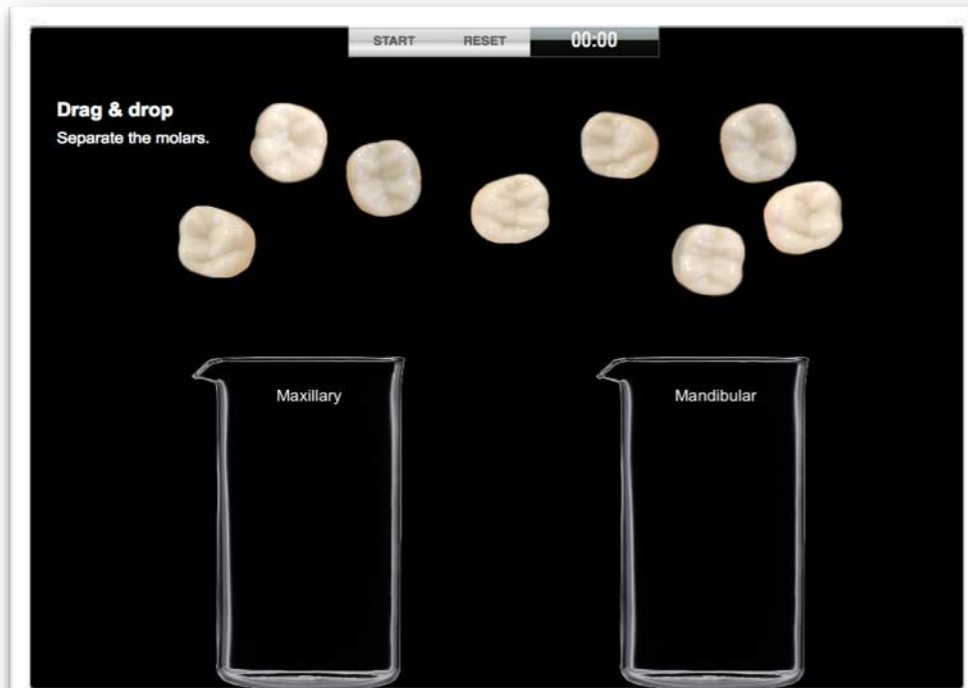 START RESET 00:00
Drag & drop
Separate the molars.
Maxillary Mandibular